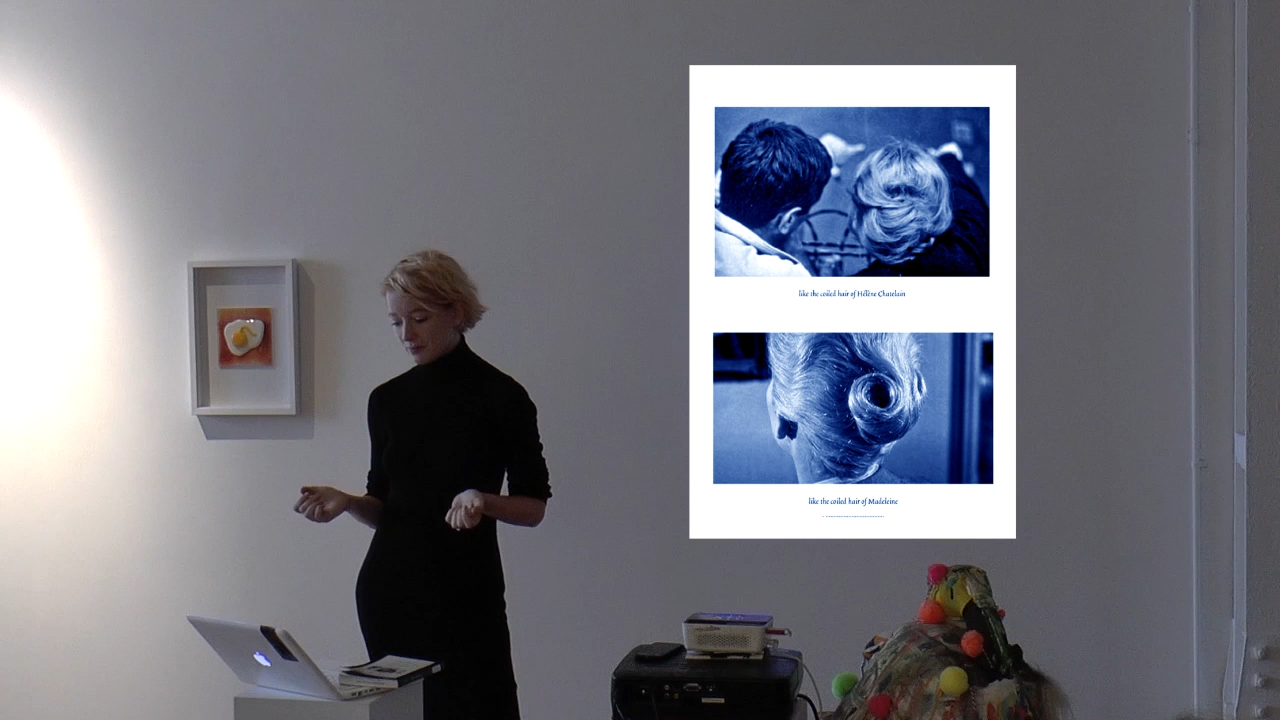 like the coiled hair of Hélène Chatelain
like the coiled hair of Madeleine